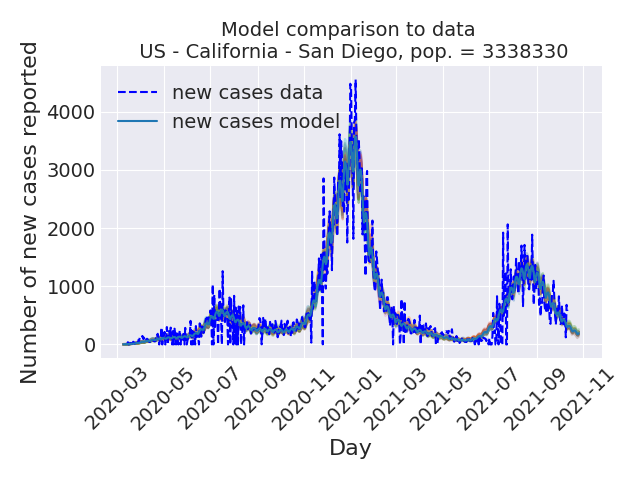 Model comparison to data
US - California - San Diego, pop. = 3338330
Number of new cases reported
4000
3000
2000
1000
0
new cases data
new cases model
2020-03
2020-05
2020-07
2020-09
2020-11
2021-01
2021-03
2021-05
2021-07
2021-09
2021-11
Day